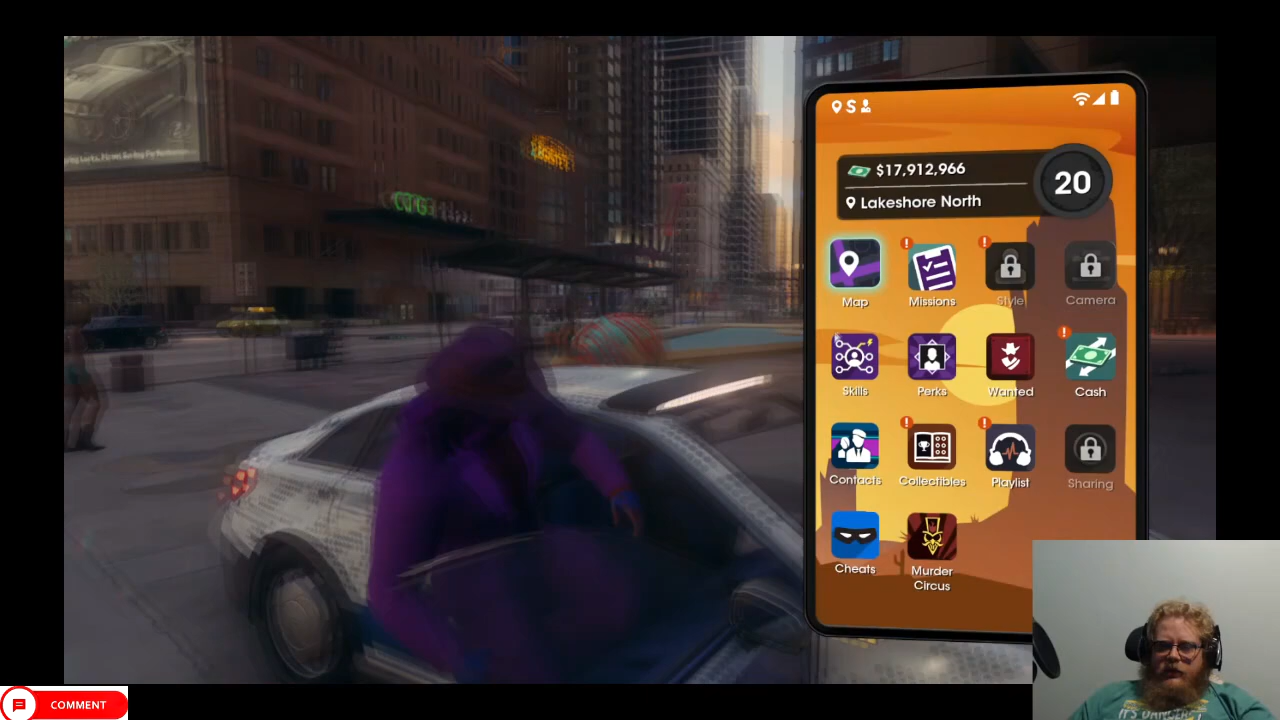 S
$17,912,966
20
Lakeshore North
Map
Missions
Style
Camera
Skills
Perks
Wanted
Cash
Contacts
Collectibles
Playlist
Sharing
Cheats
Murder
Circus
COMMENT